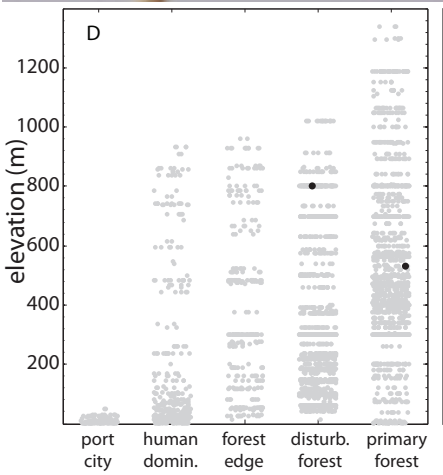 D
elevation (m)
1200
1000
800
600
400
200
port city
human domin.
forest edge
disturb. forest
primary forest